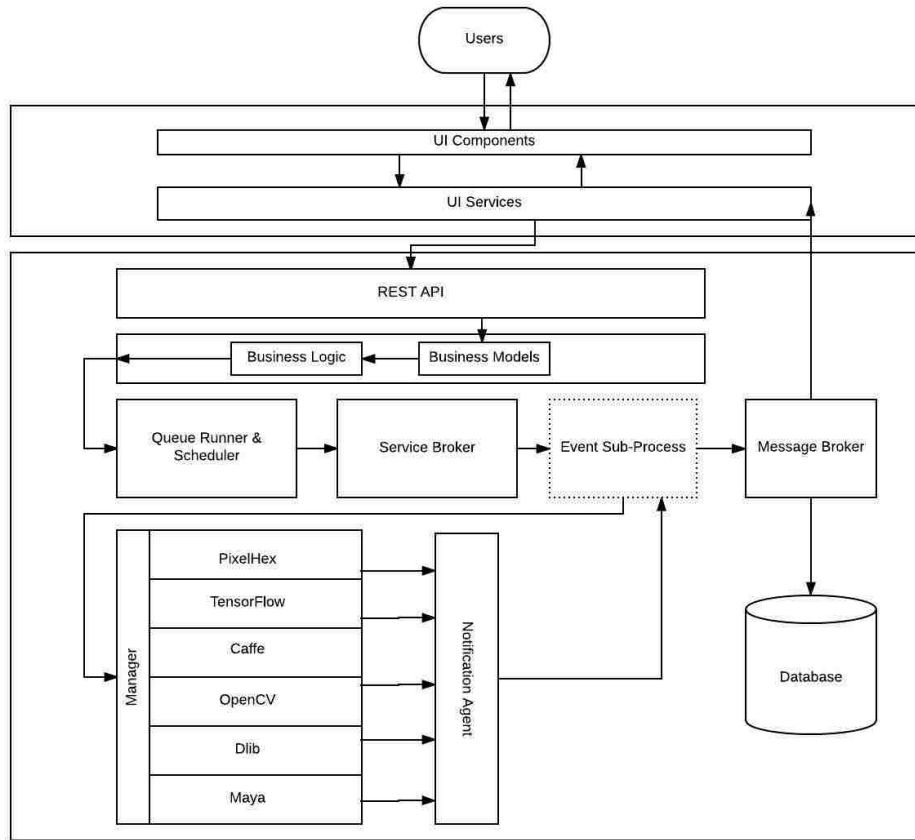 Users
UI Components
UI Services
REST API
Business Logic
Business Models
Queue Runner &
Scheduler
Service Broker
Event Sub-Process
Message Broker
Manager
PixelHex
TensorFlow
Caffe
OpenCV
Dlib
Maya
Notification Agent
Database